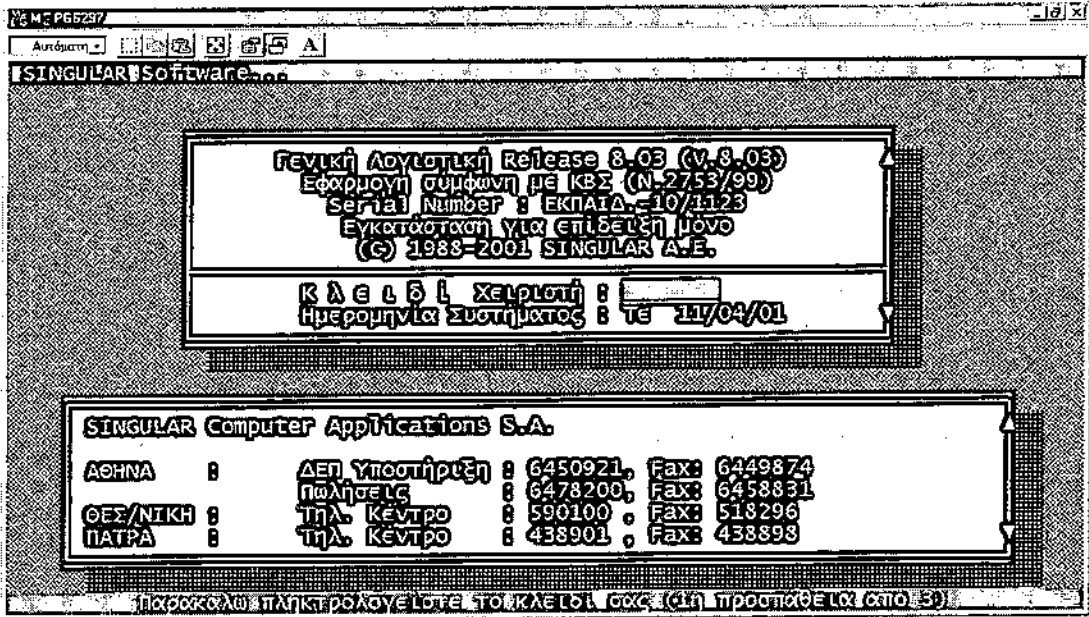 PG6297
Αυτόματη
SINGULAR Software...
Γενική Λογιστική Release 8.03 (V.8.03)
Εφαρμογή σύμφωνη με ΚΒΣ (Ν.2753/99)
Serial Number : ΕΚΠΑΙΔ.-10/1123
Εγκατάσταση για επίδειξη μόνο
(C) 1988-2001 SINGULAR A.E.
Κ λ ε ι δ ί Χειριστή :
Ημερομηνία Συστήματος : Τε 11/04/01
SINGULAR Computer Applications S.A.
ΑΘΗΝΑ : ΔΕΠ Υποστήριξη : 6450921, Fax: 6449874
Πωλήσεις : 6478200, Fax: 6458831
ΘΕΣ/ΝΙΚΗ : Τηλ. Κέντρο : 590100 , Fax: 518296
ΠΑΤΡΑ : Τηλ. Κέντρο : 438901 , Fax: 438898
Παρακαλώ πληκτρολογείστε το κλειδί σας (1η προσπάθεια από 3)